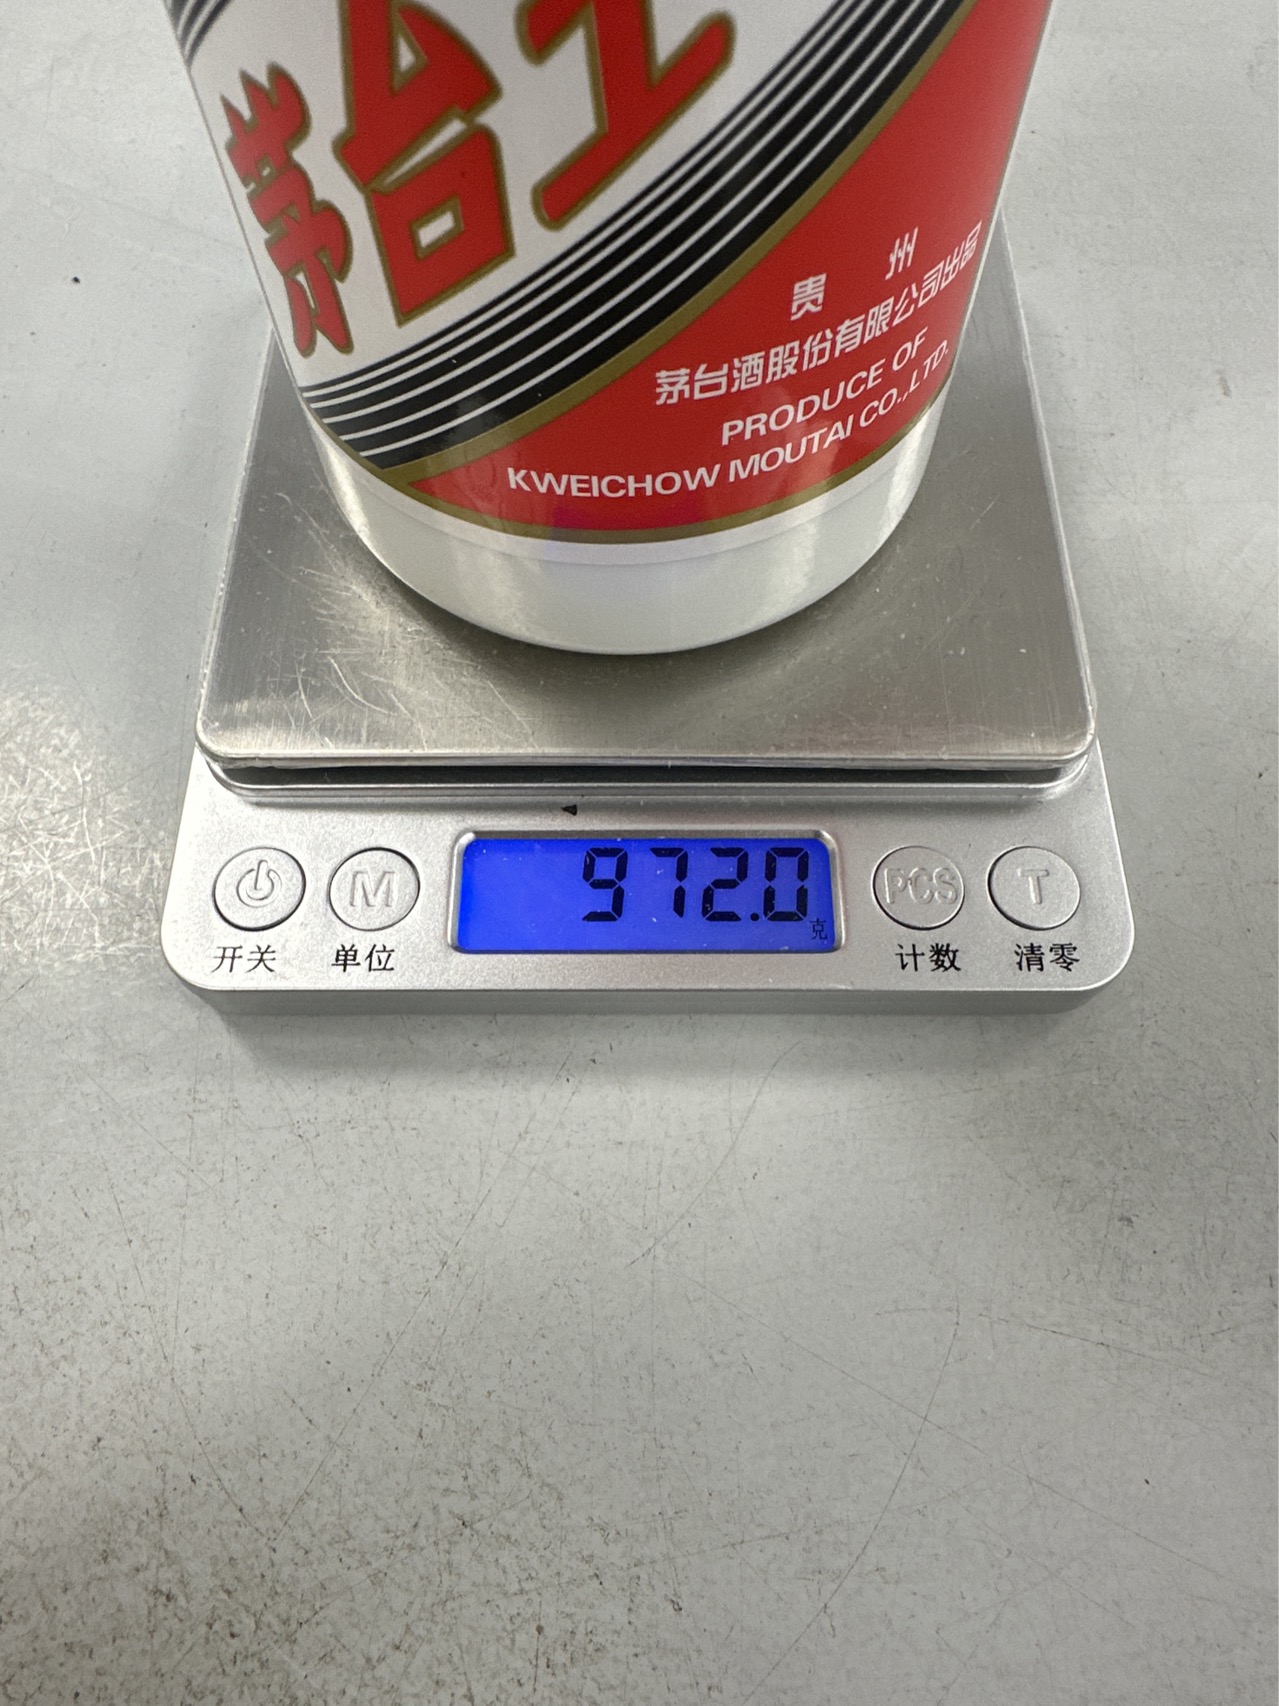 茅台
贵州
茅台酒股份有限公司出品
PRODUCE OF
KWEICHOW MOUTAI CO.,LTD.
972.0
克
M
PCS
T
开关
单位
计数
清零